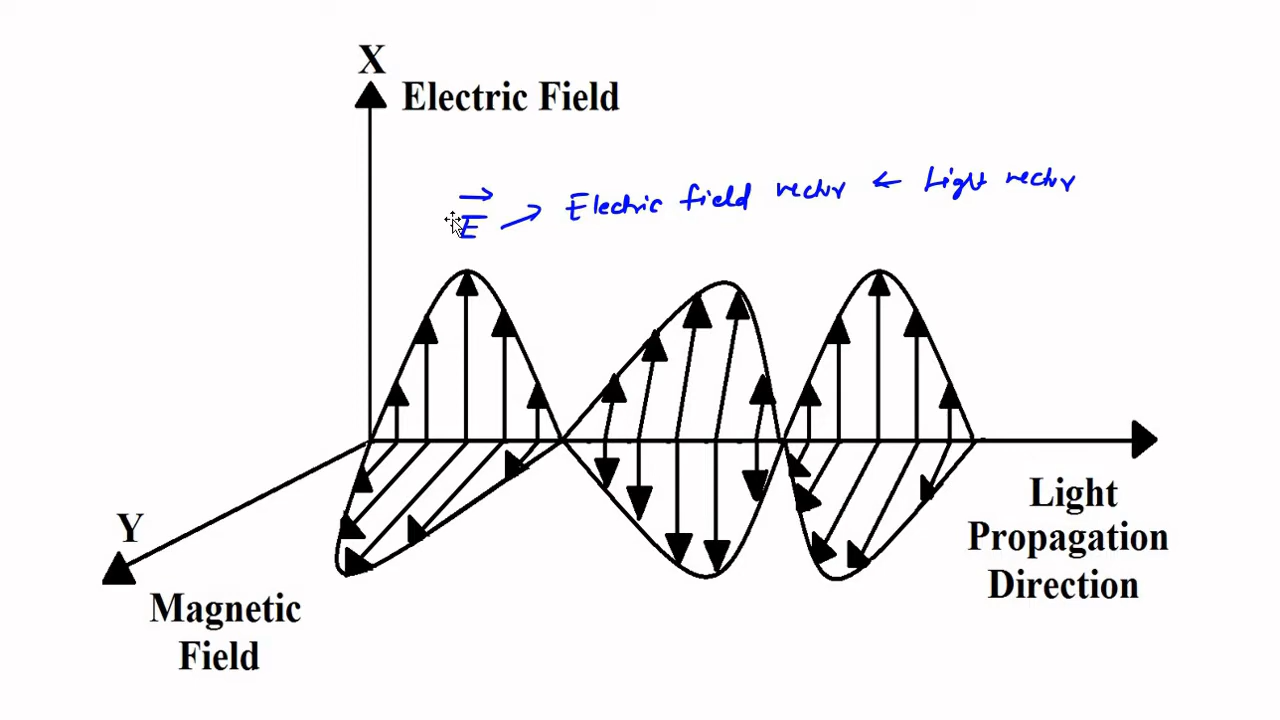 X
Electric Field
E → Electric field vector ← Light vector
Y
Magnetic
Field
Light
Propagation
Direction